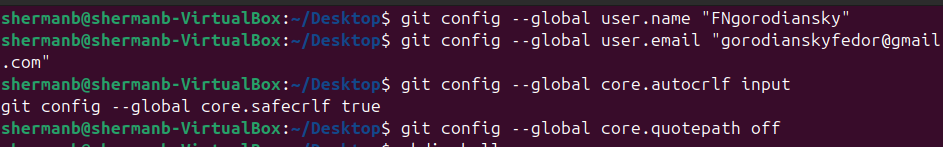 shermanb@shermanb-VirtualBox:~/Desktop$ git config --global user.name "FNgorodiansky"
shermanb@shermanb-VirtualBox:~/Desktop$ git config --global user.email "gorodianskyfedor@gmail
.com"
shermanb@shermanb-VirtualBox:~/Desktop$ git config --global core.autocrlf input
git config --global core.safecrlf true
shermanb@shermanb-VirtualBox:~/Desktop$ git config --global core.quotepath off